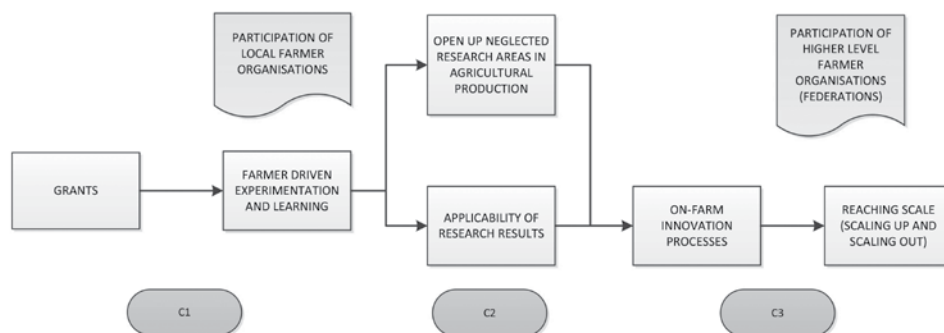 PARTICIPATION OF
LOCAL FARMER
ORGANISATIONS
OPEN UP NEGLECTED
RESEARCH AREAS IN
AGRICULTURAL
PRODUCTION
PARTICIPATION OF
HIGHER LEVEL
FARMER
ORGANISATIONS
(FEDERATIONS)
GRANTS
FARMER DRIVEN
EXPERIMENTATION
AND LEARNING
APPLICABILITY OF
RESEARCH RESULTS
ON-FARM
INNOVATION
PROCESSES
REACHING SCALE
(SCALING UP AND
SCALING OUT)
C1
C2
C3